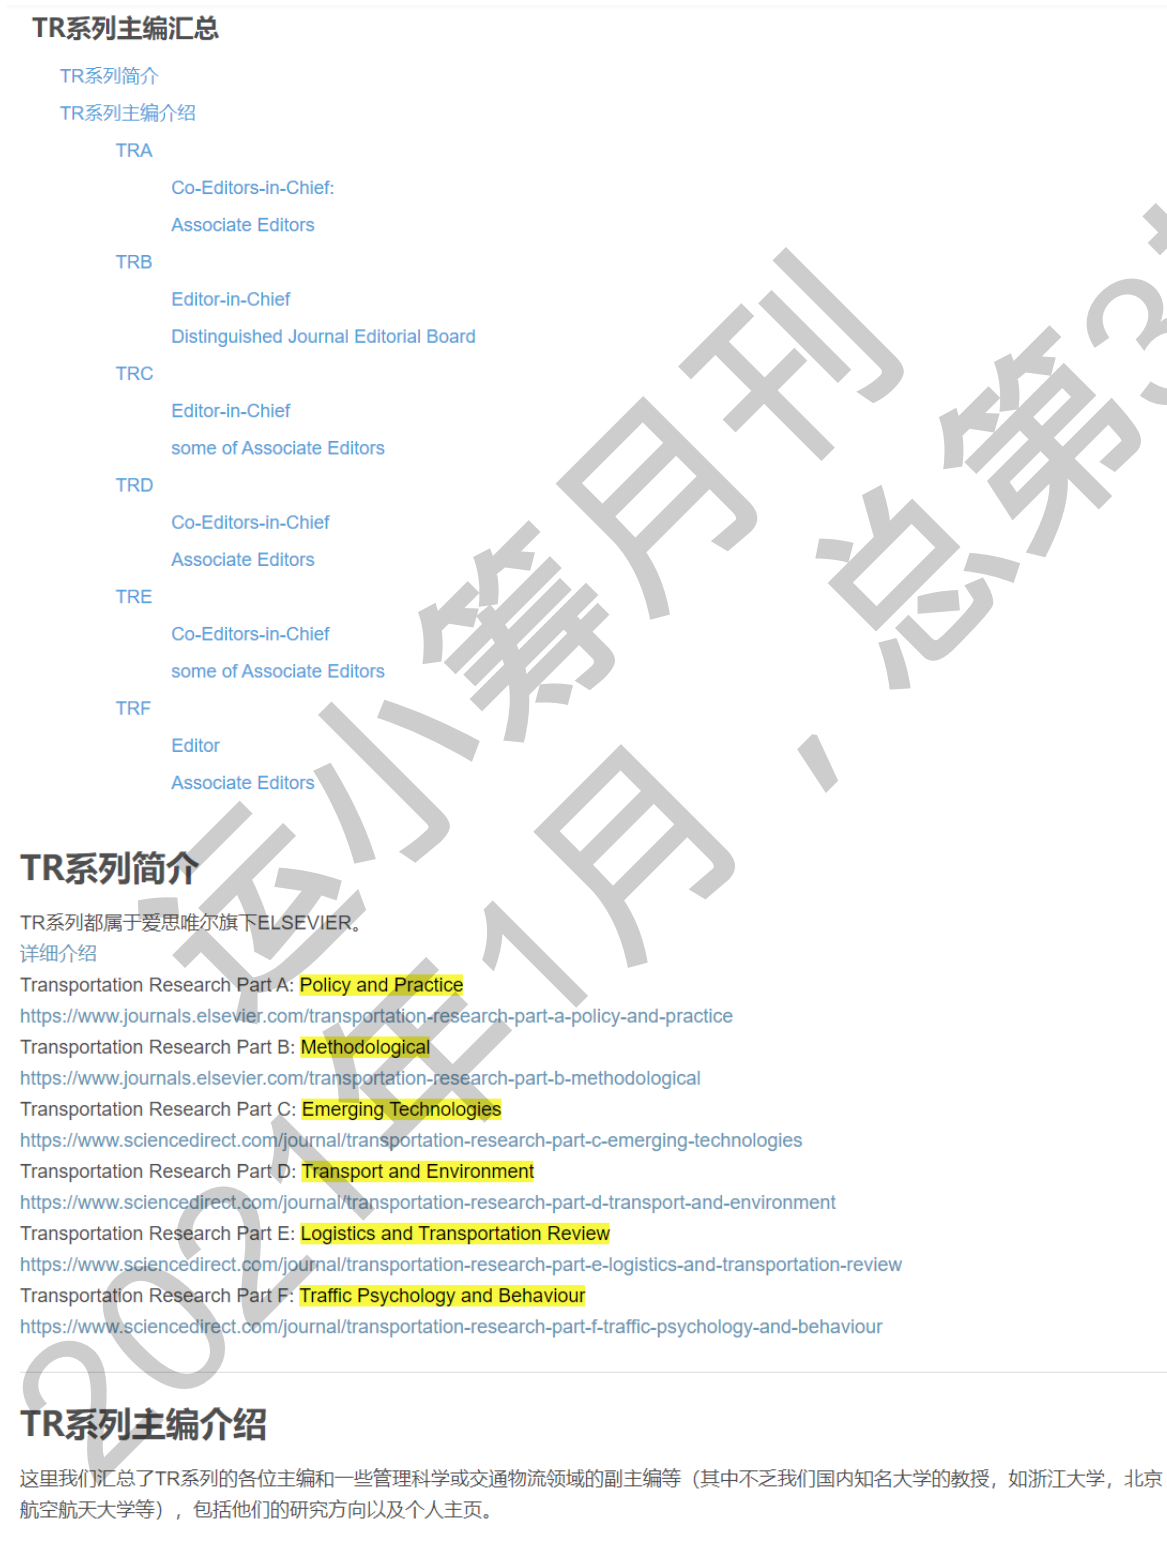 TR系列主编汇总
TR系列简介
TR系列主编介绍
TRA
Co-Editors-in-Chief:
Associate Editors
TRB
Editor-in-Chief
Distinguished Journal Editorial Board
TRC
Editor-in-Chief
some of Associate Editors
TRD
Co-Editors-in-Chief
Associate Editors
TRE
Co-Editors-in-Chief
some of Associate Editors
TRF
Editor
Associate Editors
TR系列简介
TR系列都属于爱思唯尔旗下ELSEVIER。
详细介绍
Transportation Research Part A: Policy and Practice
https://www.journals.elsevier.com/transportation-research-part-a-policy-and-practice
Transportation Research Part B: Methodological
https://www.journals.elsevier.com/transportation-research-part-b-methodological
Transportation Research Part C: Emerging Technologies
https://www.sciencedirect.com/journal/transportation-research-part-c-emerging-technologies
Transportation Research Part D: Transport and Environment
https://www.sciencedirect.com/journal/transportation-research-part-d-transport-and-environment
Transportation Research Part E: Logistics and Transportation Review
https://www.sciencedirect.com/journal/transportation-research-part-e-logistics-and-transportation-review
Transportation Research Part F: Traffic Psychology and Behaviour
https://www.sciencedirect.com/journal/transportation-research-part-f-traffic-psychology-and-behaviour
TR系列主编介绍
这里我们汇总了TR系列的各位主编和一些管理科学或交通物流领域的副主编等（其中不乏我们国内知名大学的教授，如浙江大学，北京
航空航天大学等），包括他们的研究方向以及个人主页。
运小筹月刊
2021年1月，总第3